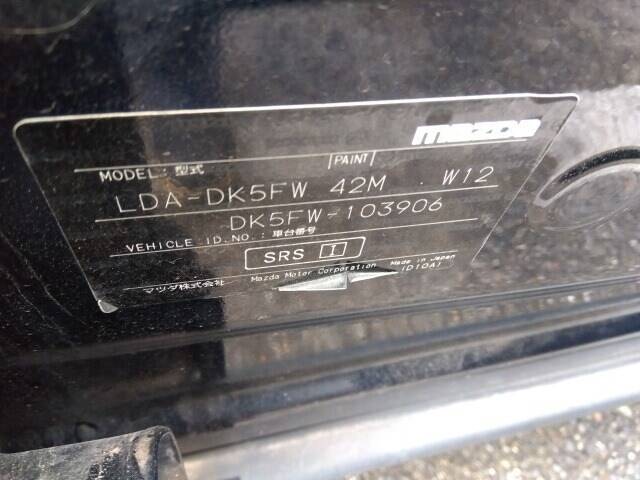 mazda
MODEL: 型式 PAINT
LDA-DK5FW 42M W12
DK5FW-103906
VEHICLE ID.NO.: 車台番号
SRS I
マツダ株式会社 Mazda Motor Corporation Made in Japan
(D10A)